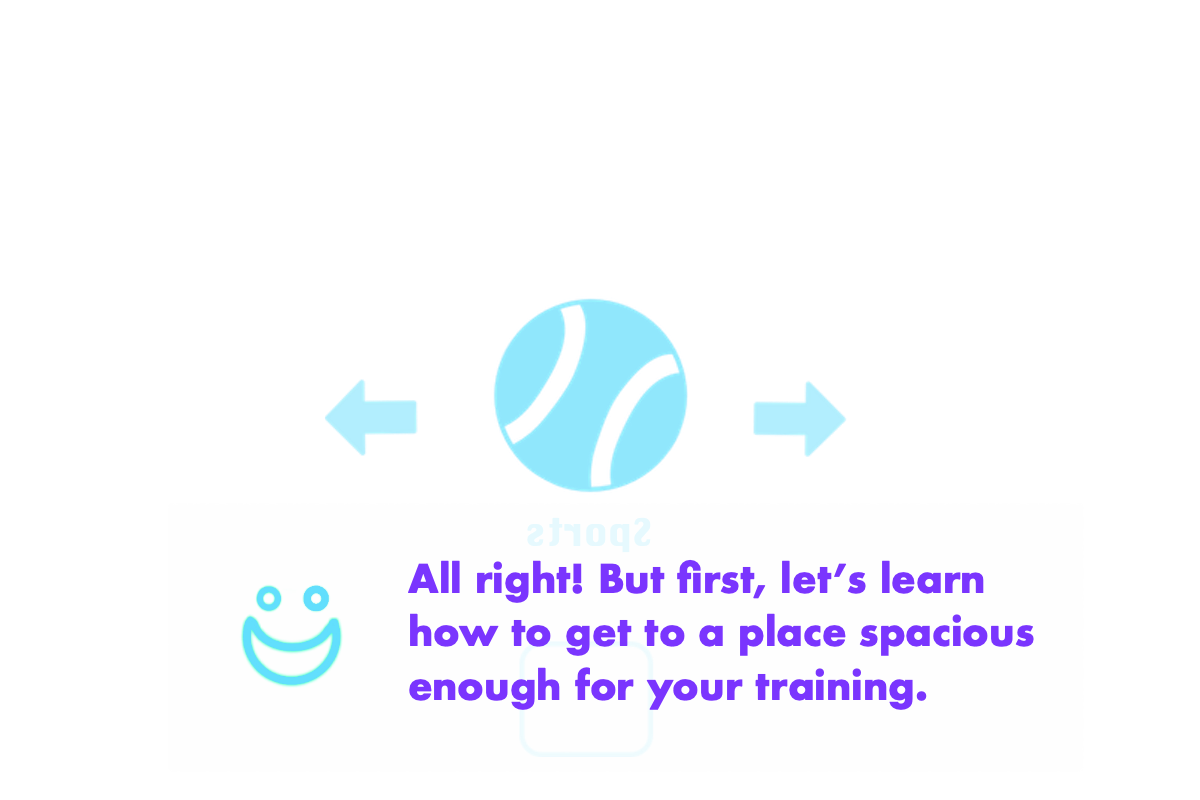 Sports
All right! But first, let’s learn
how to get to a place spacious
enough for your training.